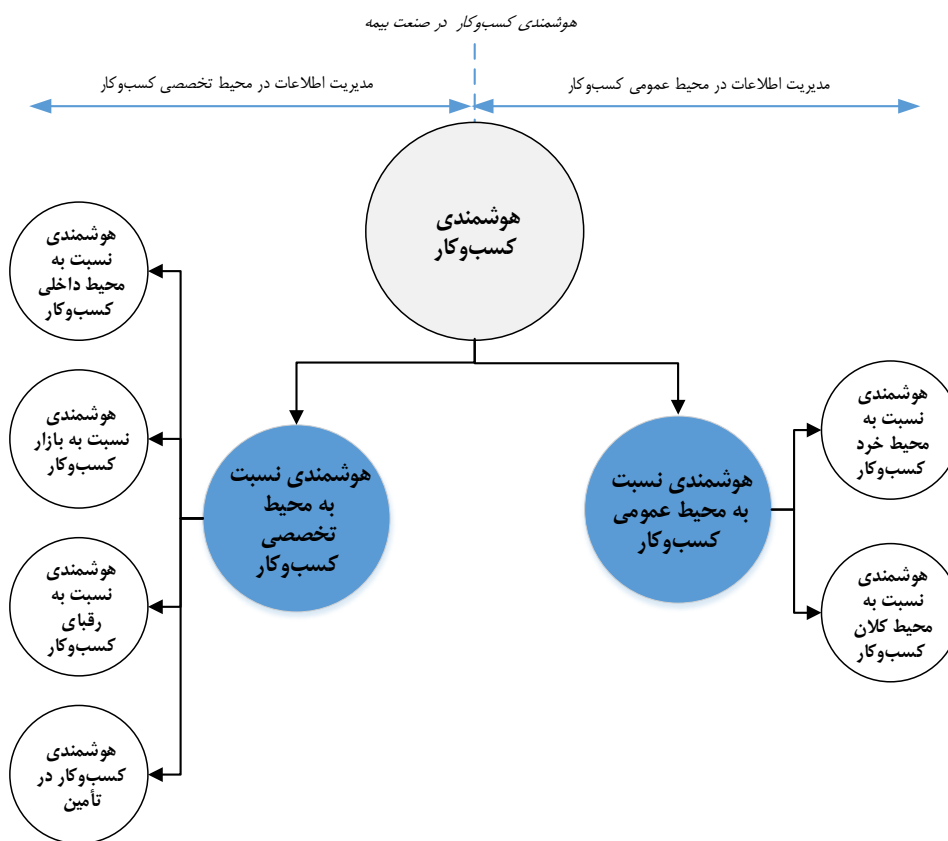 هوشمندی کسب‌وکار در صنعت بیمه
مدیریت اطلاعات در محیط عمومی کسب‌وکار
مدیریت اطلاعات در محیط تخصصی کسب‌وکار
هوشمندی
کسب‌وکار
هوشمندی نسبت
به محیط عمومی
کسب‌وکار
هوشمندی
نسبت به
محیط خرد
کسب‌وکار
هوشمندی
نسبت به
محیط کلان
کسب‌وکار
هوشمندی نسبت
به محیط
تخصصی
کسب‌وکار
هوشمندی
نسبت به
محیط داخلی
کسب‌وکار
هوشمندی
نسبت به بازار
کسب‌وکار
هوشمندی
نسبت به
رقبای
کسب‌وکار
هوشمندی
کسب‌وکار در
تأمین